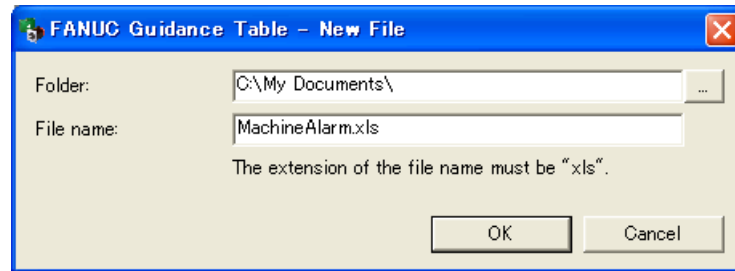 FANUC Guidance Table - New File
Folder:
C:\My Documents\
...
File name:
MachineAlarm.xls
The extension of the file name must be "xls".
OK
Cancel